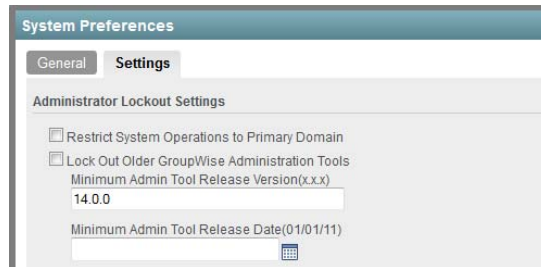 System Preferences
General Settings
Administrator Lockout Settings
Restrict System Operations to Primary Domain
Lock Out Older GroupWise Administration Tools
Minimum Admin Tool Release Version(x.x.x)
14.0.0
Minimum Admin Tool Release Date(01/01/11)